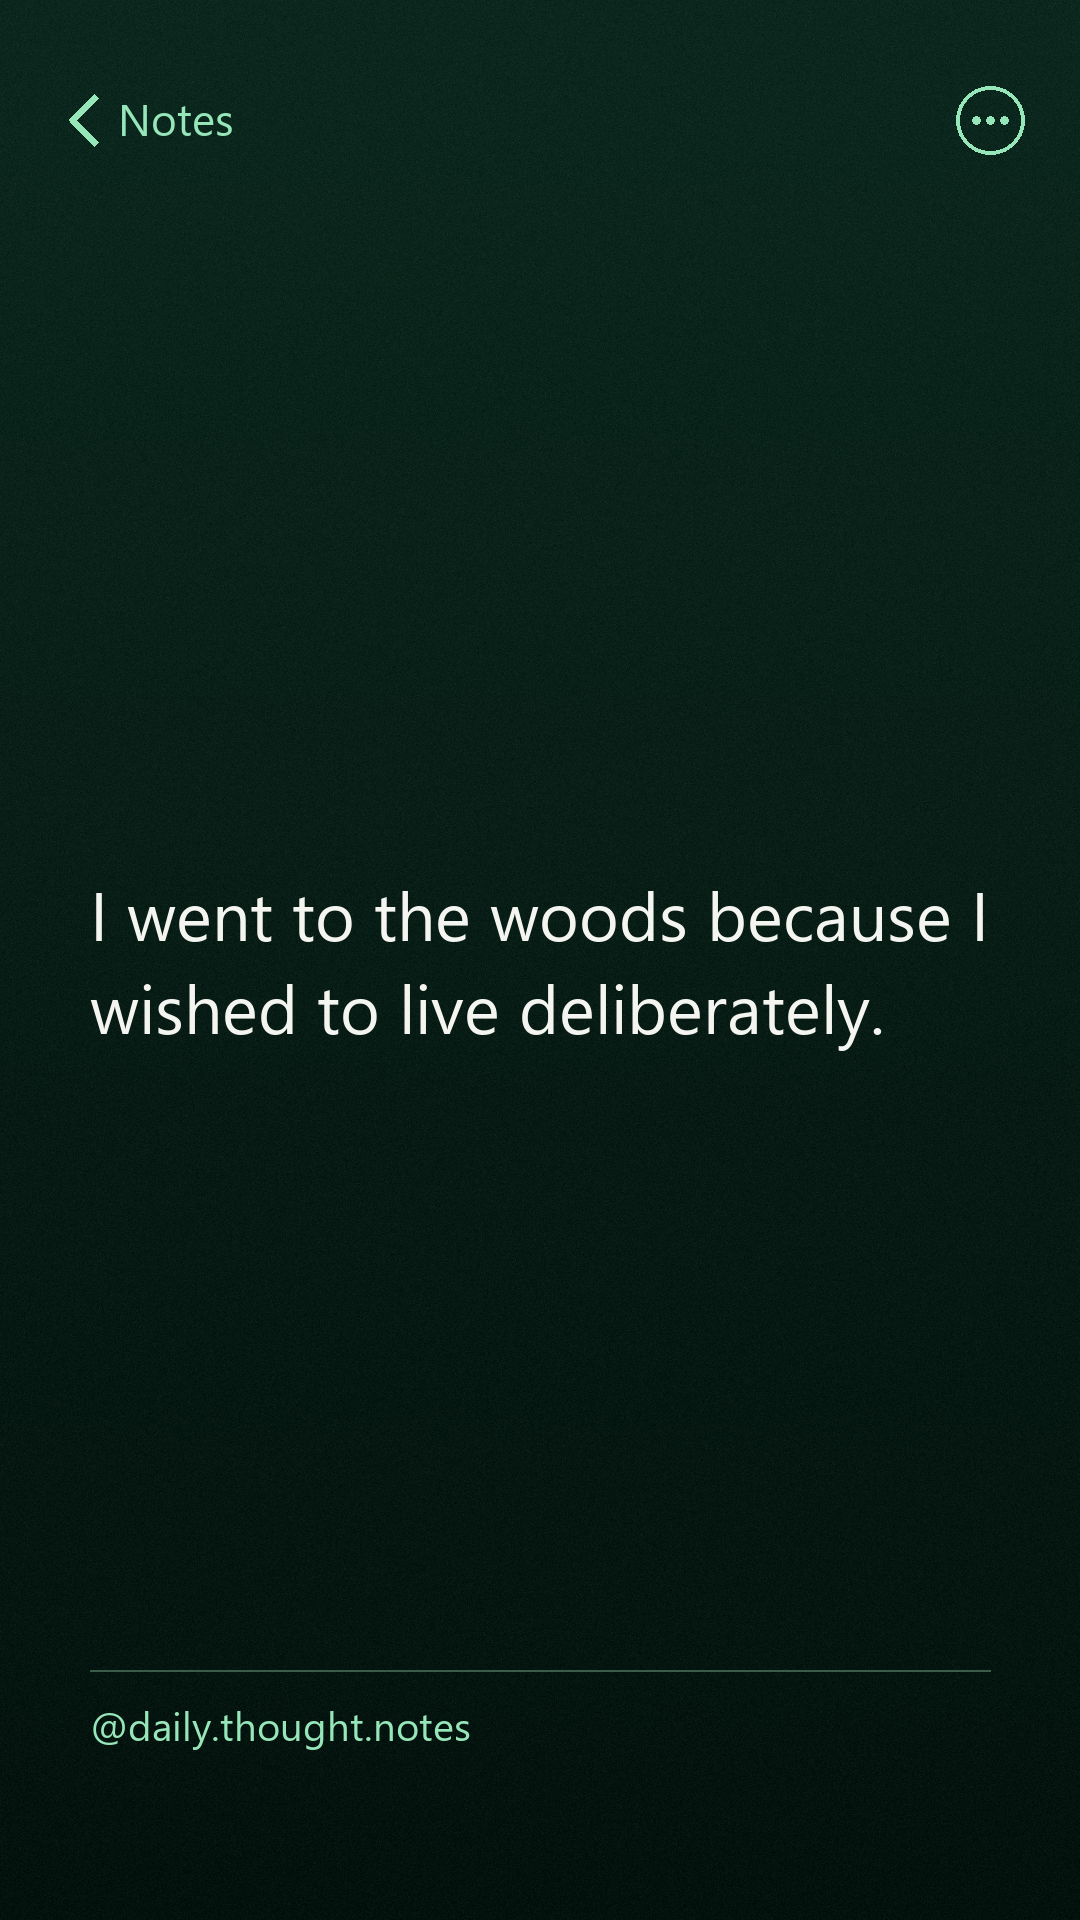 Notes
I went to the woods because I
wished to live deliberately.
@daily.thought.notes